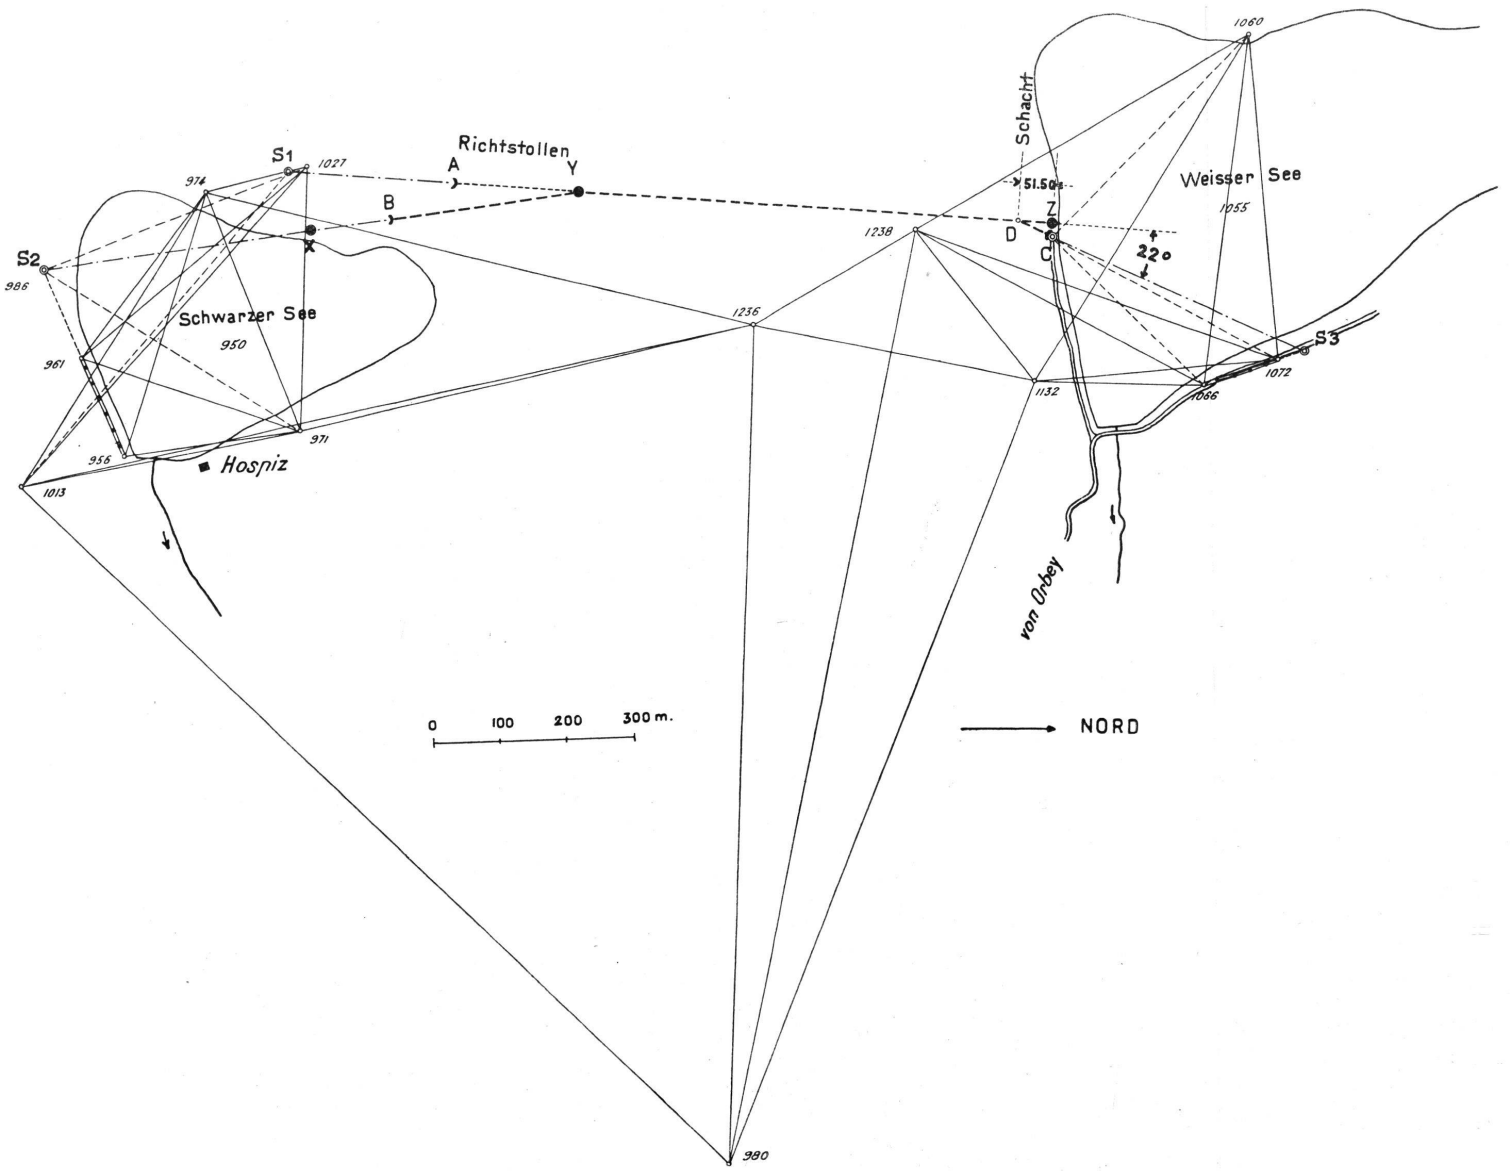 1060
Schacht
Richtstollen
S1
1027
A
Y
974
51.50
Weisser See
1055
B
Z
1238
D
X
C
22°
S2
986
1236
Schwarzer See
950
S3
961
1072
1132
1066
971
956
Hospiz
1013
von Orbey
0 100 200 300 m.
NORD
980